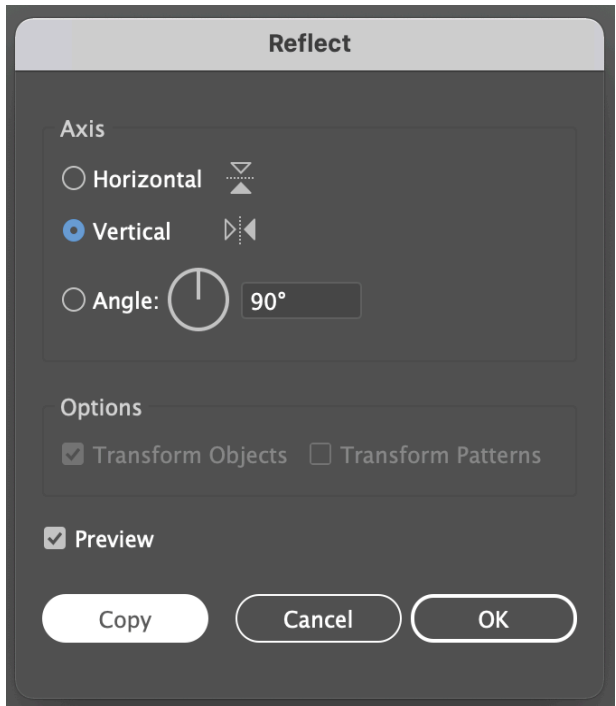 Reflect
Axis
Horizontal
Vertical
Angle: 90°
Options
Transform Objects Transform Patterns
Preview
Copy Cancel OK